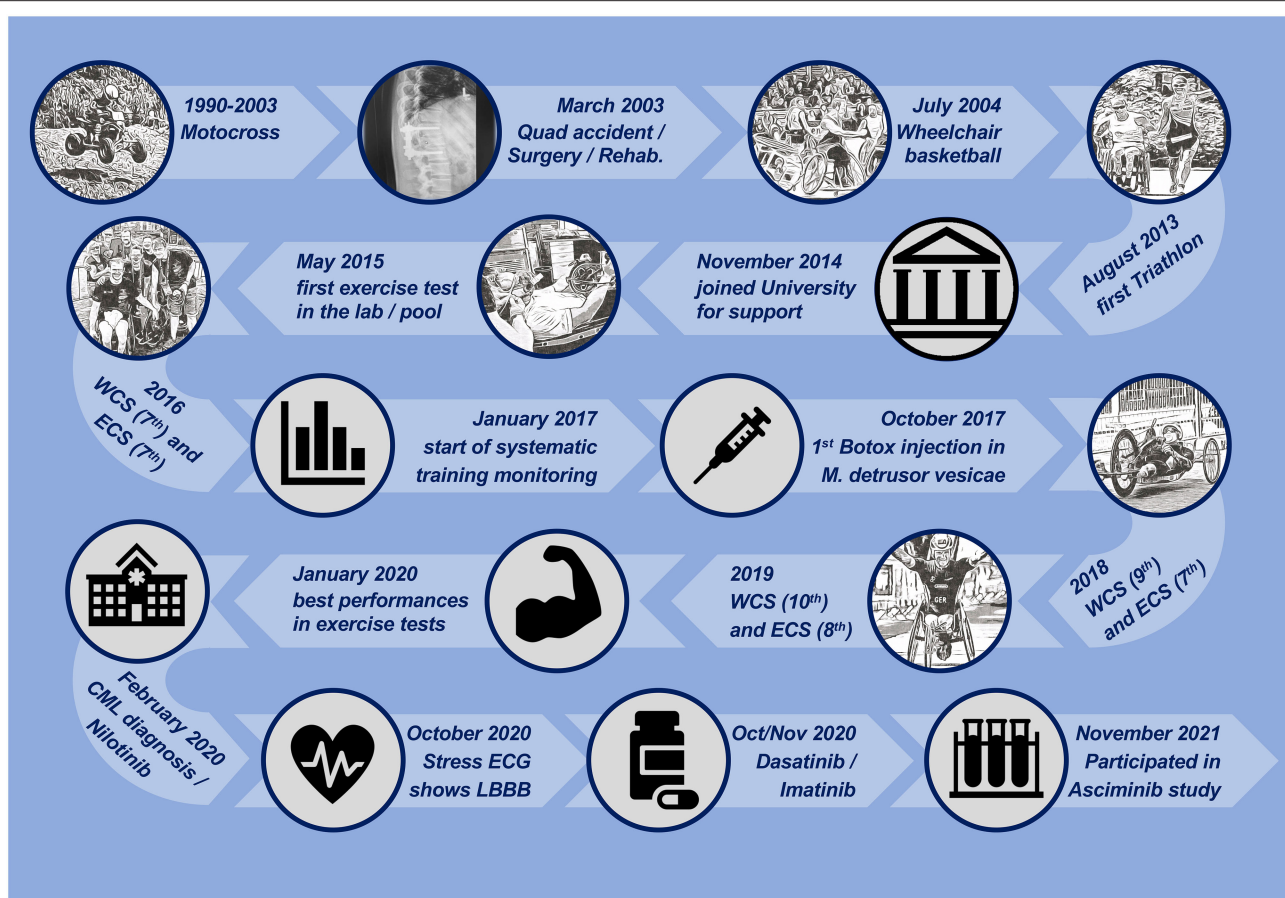 1990-2003
Motocross
March 2003
Quad accident /
Surgery / Rehab.
July 2004
Wheelchair
basketball
August 2013
first Triathlon
November 2014
joined University
for support
May 2015
first exercise test
in the lab / pool
2016
WCS (7th) and
ECS (7th)
January 2017
start of systematic
training monitoring
October 2017
1st Botox injection in
M. detrusor vesicae
2018
WCS (9th)
and ECS (7th)
GER
2019
WCS (10th)
and ECS (8th)
January 2020
best performances
in exercise tests
February 2020
CML diagnosis /
Nilotinib
October 2020
Stress ECG
shows LBBB
Oct/Nov 2020
Dasatinib /
Imatinib
November 2021
Participated in
Asciminib study